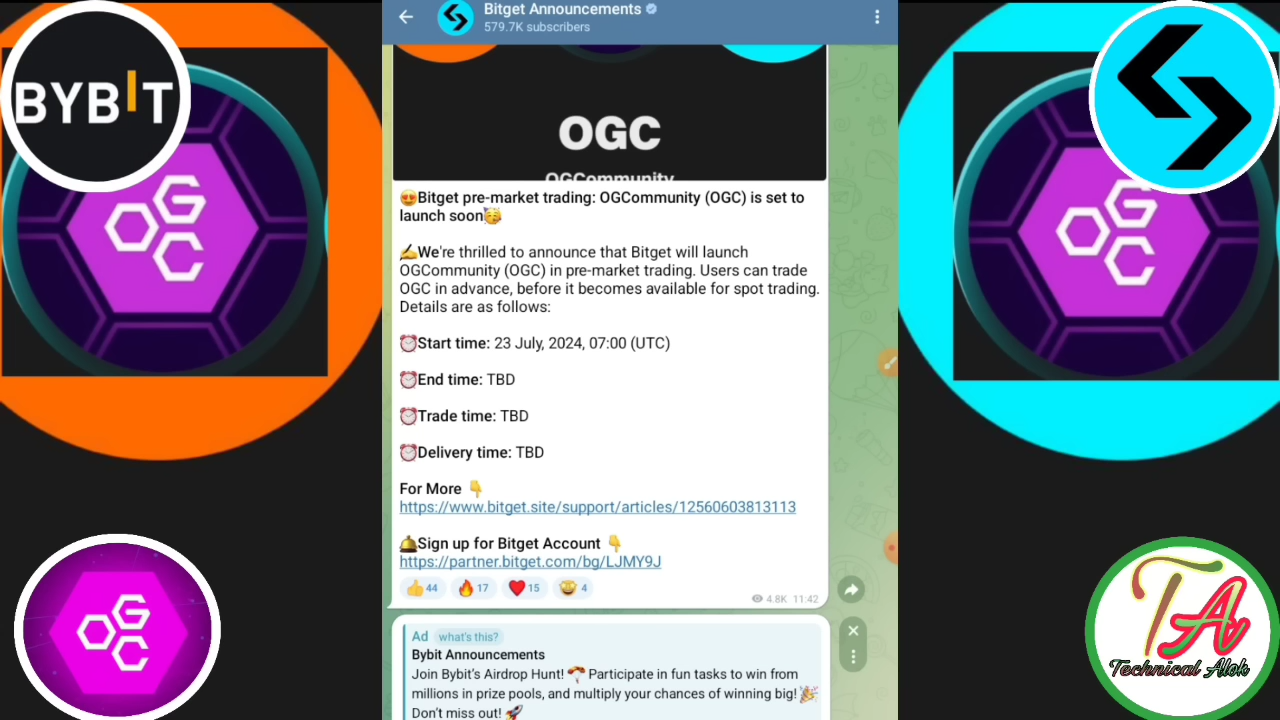 BYBIT
Bitget Announcements
579.7K subscribers
OGC
OGCommunity
😍Bitget pre-market trading: OGCommunity (OGC) is set to
launch soon🥳
✍️We're thrilled to announce that Bitget will launch
OGCommunity (OGC) in pre-market trading. Users can trade
OGC in advance, before it becomes available for spot trading.
Details are as follows:
⏰Start time: 23 July, 2024, 07:00 (UTC)
⏰End time: TBD
⏰Trade time: TBD
⏰Delivery time: TBD
For More 👇
https://www.bitget.site/support/articles/12560603813113
🛎Sign up for Bitget Account 👇
https://partner.bitget.com/bg/LJMY9J
👍 44 🔥 17 ❤️ 15 🤩 4
4.8K 11:42
Ad what's this?
Bybit Announcements
Join Bybit's Airdrop Hunt! 🪂 Participate in fun tasks to win from
millions in prize pools, and multiply your chances of winning big! 🎉
Don't miss out! 🚀
OGC
OGC
OGC
TA
Technical Alok